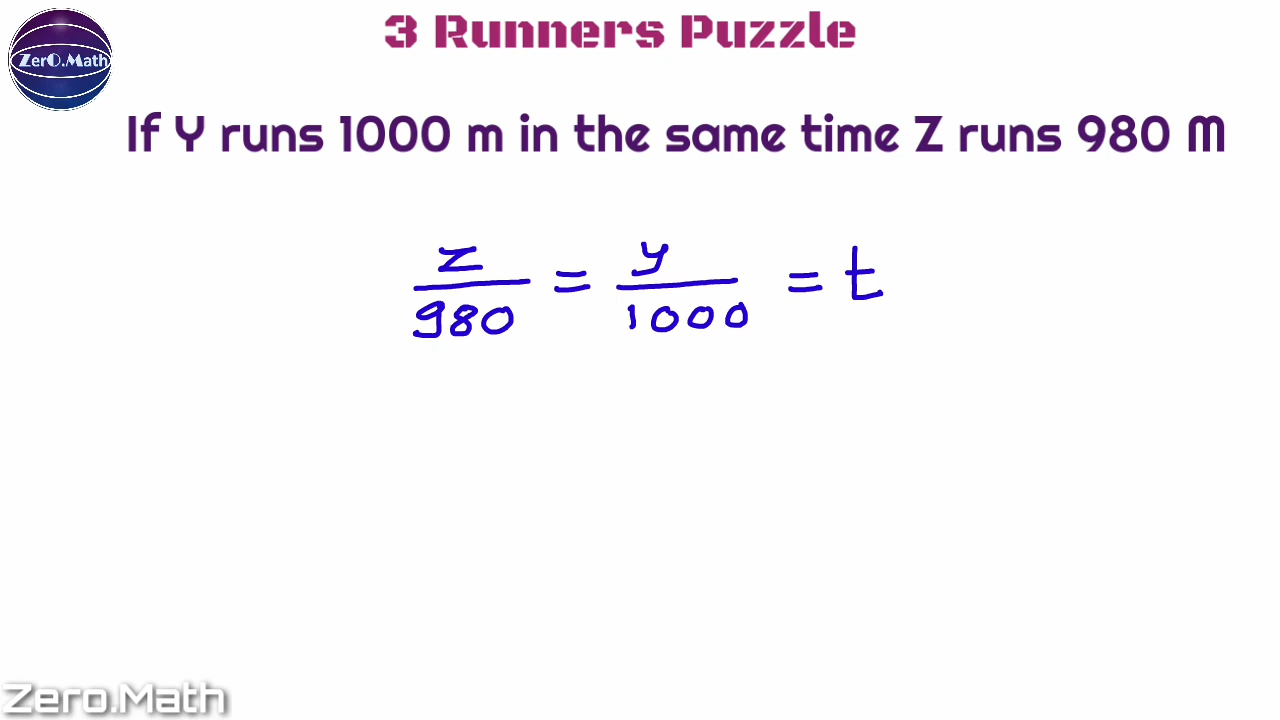 3 Runners Puzzle
ZerO.Math
If Y runs 1000 m in the same time Z runs 980 M
z/980 = y/1000 = t
Zero.Math